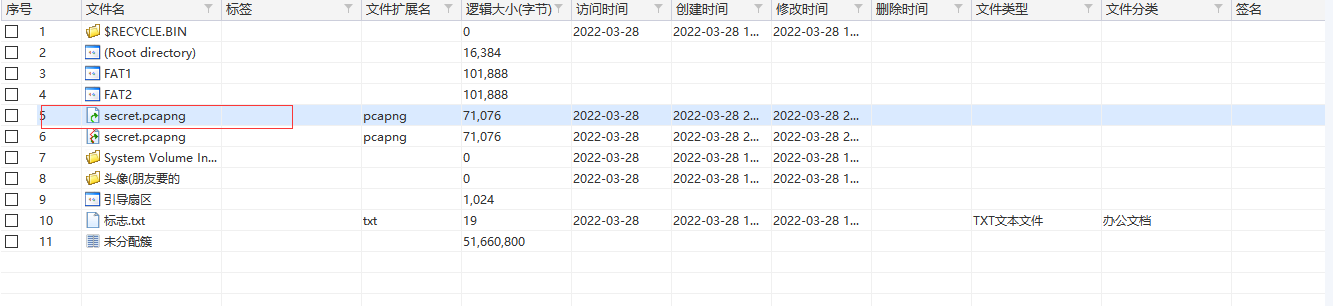 序号 文件名 标签 文件扩展名 逻辑大小(字节) 访问时间 创建时间 修改时间 删除时间 文件类型 文件分类 签名
1 $RECYCLE.BIN 0 2022-03-28 2022-03-28 1... 2022-03-28 1...
2 (Root directory) 16,384
3 FAT1 101,888
4 FAT2 101,888
5 secret.pcapng pcapng 71,076 2022-03-28 2022-03-28 2... 2022-03-28 2...
6 secret.pcapng pcapng 71,076 2022-03-28 2022-03-28 2... 2022-03-28 2...
7 System Volume In... 0 2022-03-28 2022-03-28 1... 2022-03-28 1...
8 头像(朋友要的 0 2022-03-28 2022-03-28 1... 2022-03-28 1...
9 引导扇区 1,024
10 标志.txt txt 19 2022-03-28 2022-03-28 1... 2022-03-28 1... TXT文本文件 办公文档
11 未分配簇 51,660,800